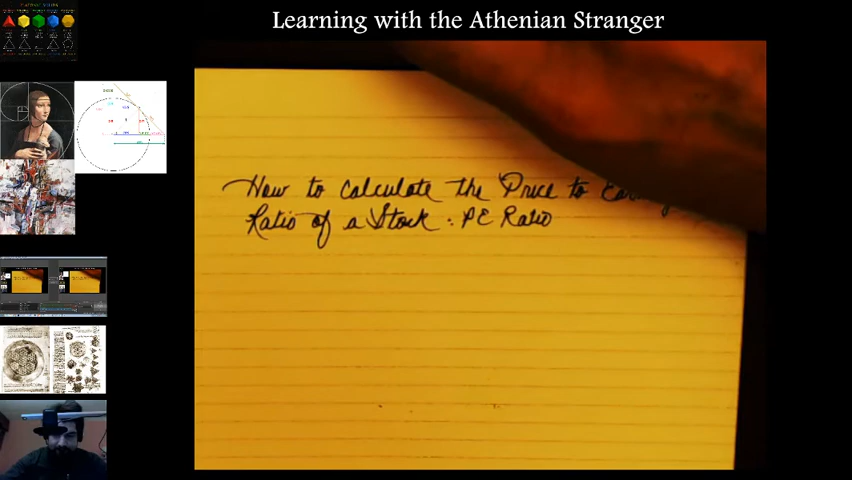 Learning with the Athenian Stranger
How to Calculate the Price to
Ratio of a Stock : PE Ratio